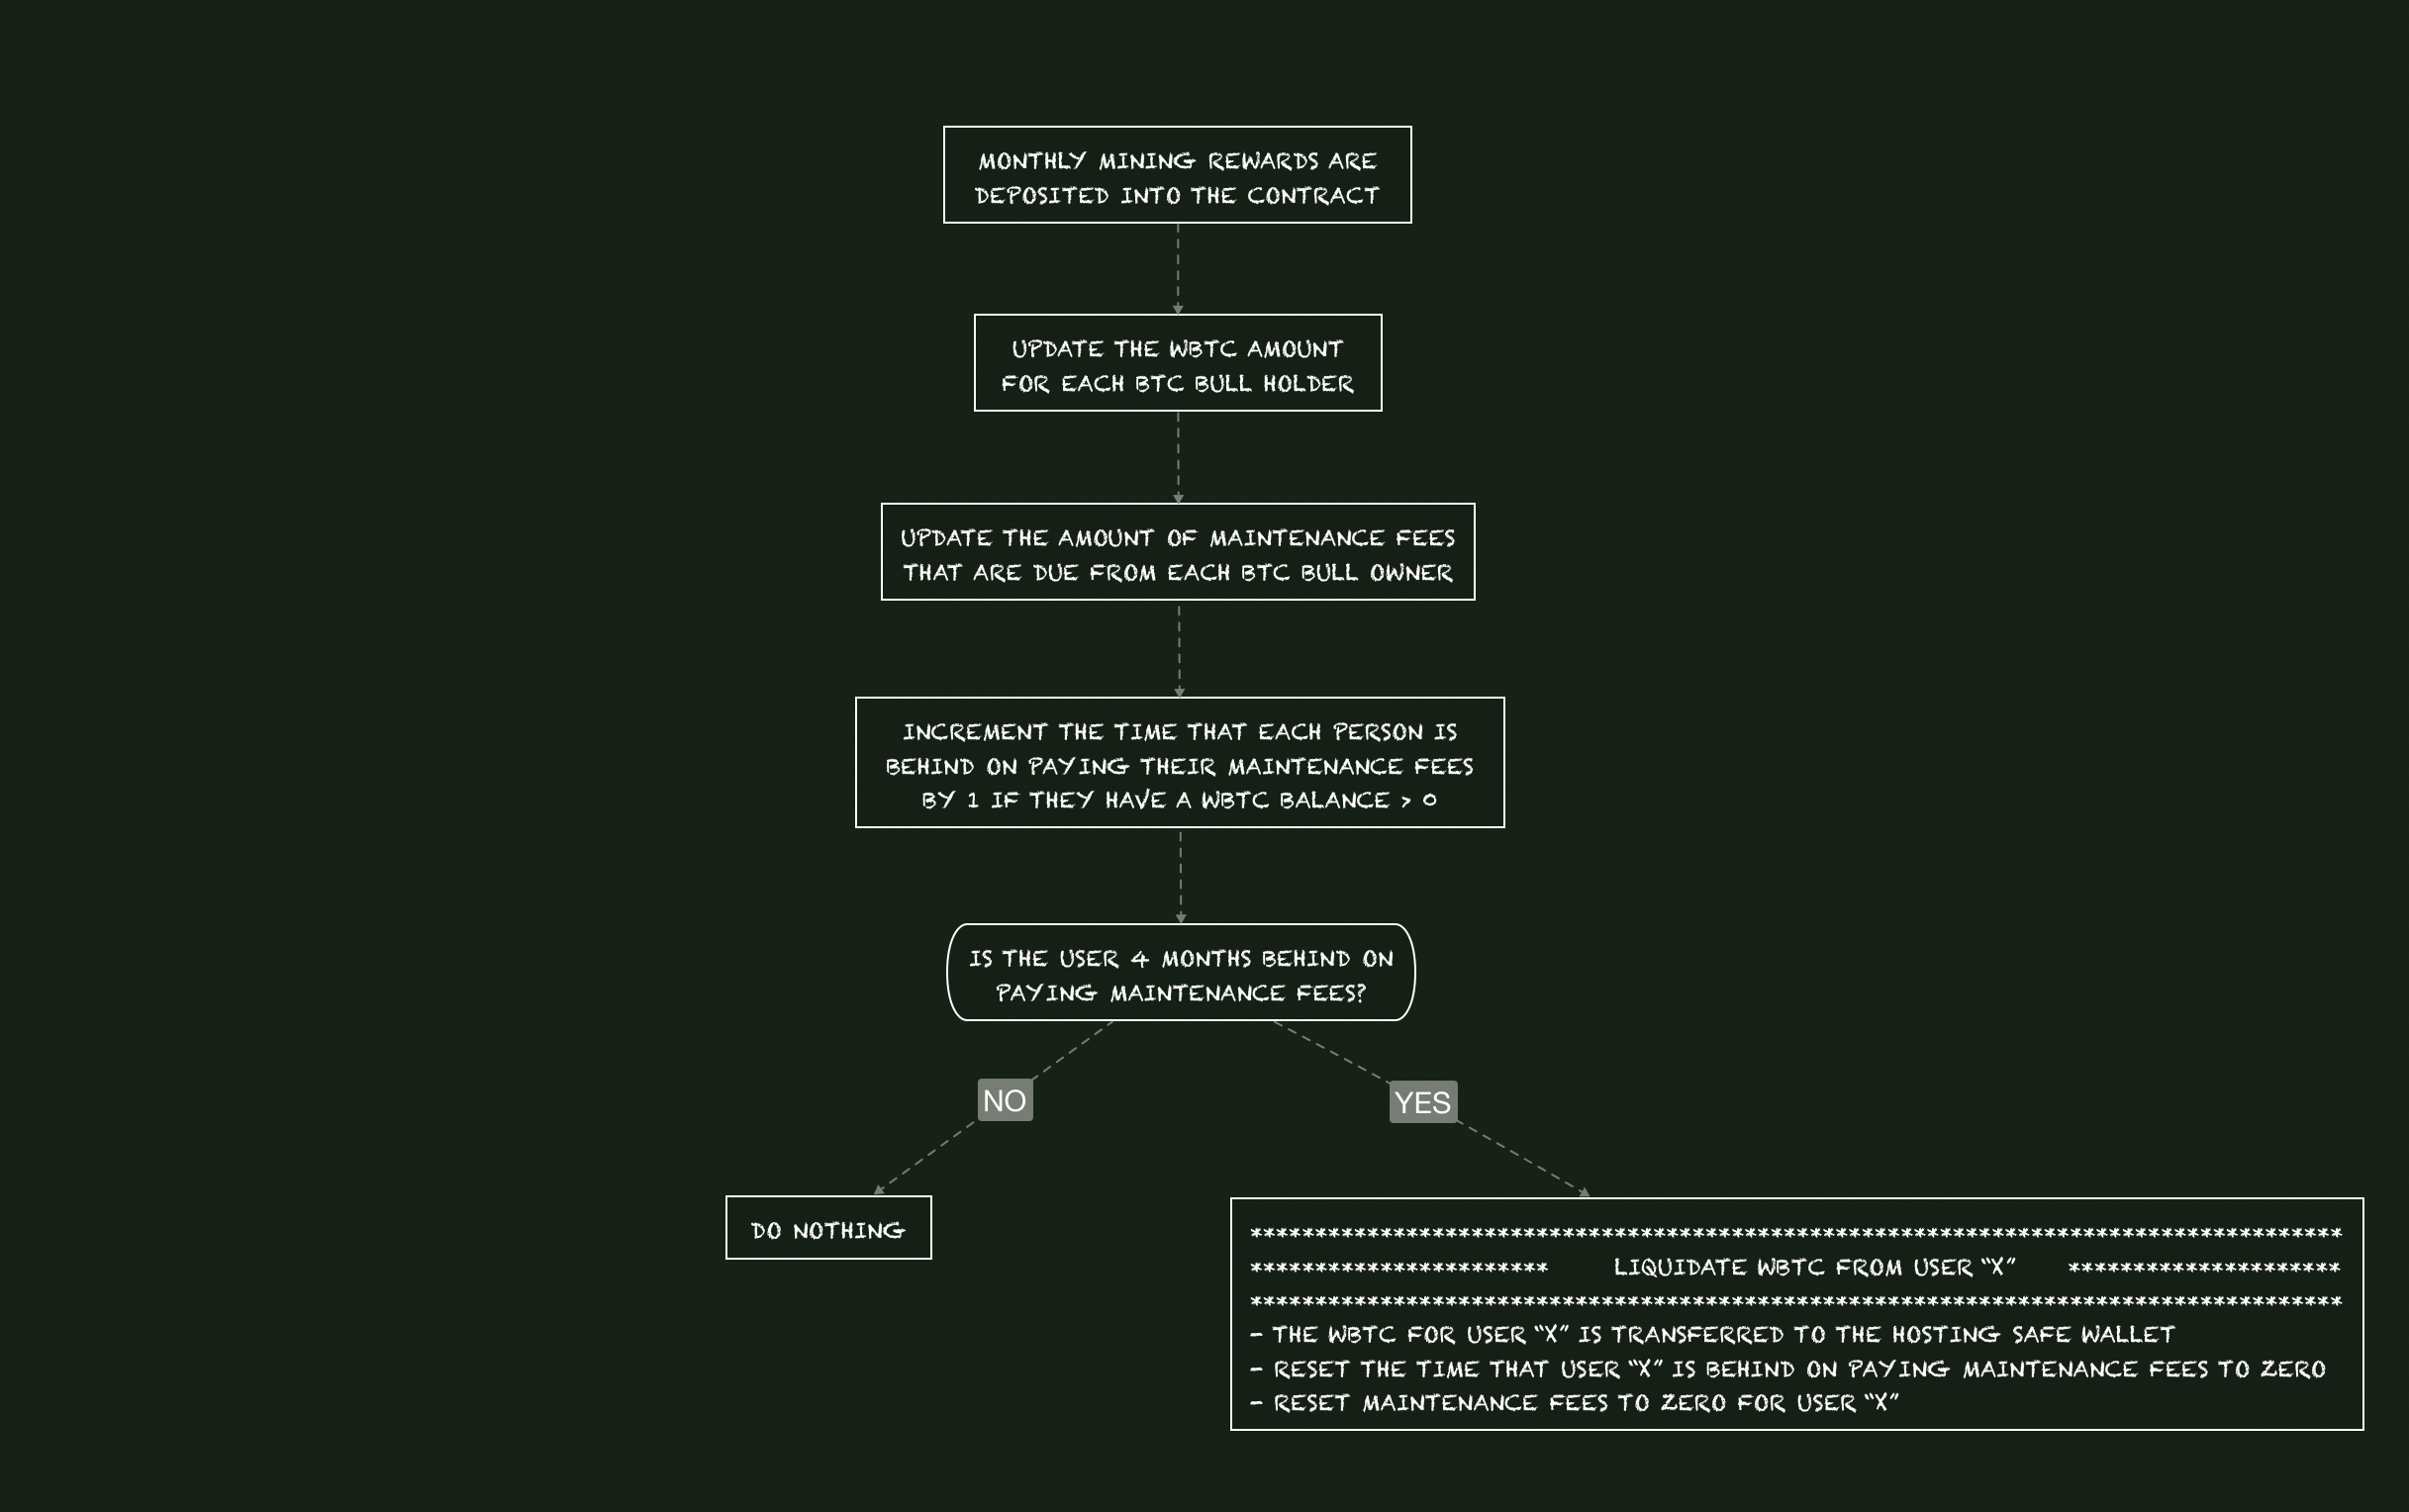 MONTHLY MINING REWARDS ARE
DEPOSITED INTO THE CONTRACT
UPDATE THE WBTC AMOUNT
FOR EACH BTC BULL HOLDER
UPDATE THE AMOUNT OF MAINTENANCE FEES
THAT ARE DUE FROM EACH BTC BULL OWNER
INCREMENT THE TIME THAT EACH PERSON IS
BEHIND ON PAYING THEIR MAINTENANCE FEES
BY 1 IF THEY HAVE A WBTC BALANCE > 0
IS THE USER 4 MONTHS BEHIND ON
PAYING MAINTENANCE FEES?
NO
YES
DO NOTHING
************************************************************************************
*********************** LIQUIDATE WBTC FROM USER “X” *********************
************************************************************************************
- THE WBTC FOR USER “X” IS TRANSFERRED TO THE HOSTING SAFE WALLET
- RESET THE TIME THAT USER “X” IS BEHIND ON PAYING MAINTENANCE FEES TO ZERO
- RESET MAINTENANCE FEES TO ZERO FOR USER “X”